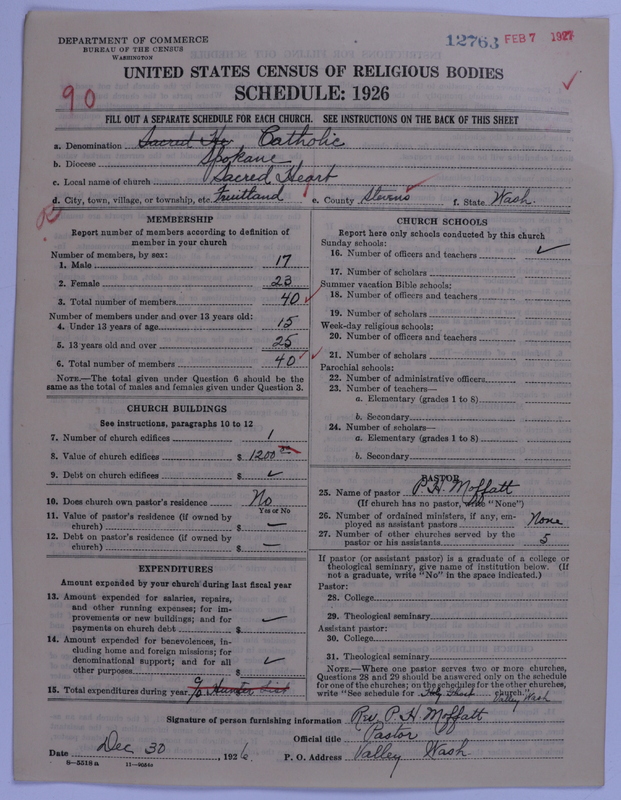 DEPARTMENT OF COMMERCE
BUREAU OF THE CENSUS
WASHINGTON
12763 FEB 7 1927
UNITED STATES CENSUS OF RELIGIOUS BODIES
SCHEDULE: 1926
90
FILL OUT A SEPARATE SCHEDULE FOR EACH CHURCH. SEE INSTRUCTIONS ON THE BACK OF THIS SHEET
a. Denomination Sacred He Catholic
b. Diocese Spokane
c. Local name of church Sacred Heart
d. City, town, village, or township, etc. Fruitland e. County Stevens f. State Wash.
MEMBERSHIP
Report number of members according to definition of
member in your church
Number of members, by sex:
1. Male 17
2. Female 23
3. Total number of members 40
Number of members under and over 13 years old:
4. Under 13 years of age 15
5. 13 years old and over 25
6. Total number of members 40
NOTE.—The total given under Question 6 should be the
same as the total of males and females given under Question 3.
CHURCH BUILDINGS
See instructions, paragraphs 10 to 12
7. Number of church edifices 1
8. Value of church edifices $ 1200
9. Debt on church edifices $ ✓
10. Does church own pastor's residence No
Yes or No
11. Value of pastor's residence (if owned by
church) $ —
12. Debt on pastor's residence (if owned by
church) $ —
EXPENDITURES
Amount expended by your church during last fiscal year
13. Amount expended for salaries, repairs,
and other running expenses; for im-
provements or new buildings; and for
payments on church debt $ ✓
14. Amount expended for benevolences, in-
cluding home and foreign missions; for
denominational support; and for all
other purposes $ ✓
15. Total expenditures during year % Hunter dist
CHURCH SCHOOLS
Report here only schools conducted by this church
Sunday schools:
16. Number of officers and teachers ✓
17. Number of scholars
Summer vacation Bible schools:
18. Number of officers and teachers
19. Number of scholars
Week-day religious schools:
20. Number of officers and teachers
21. Number of scholars
Parochial schools:
22. Number of administrative officers
23. Number of teachers—
a. Elementary (grades 1 to 8)
b. Secondary
24. Number of scholars—
a. Elementary (grades 1 to 8)
b. Secondary
PASTOR
25. Name of pastor P. H. Moffatt
(If church has no pastor, write "None")
26. Number of ordained ministers, if any, em-
ployed as assistant pastors None
27. Number of other churches served by the
pastor or his assistants 5
If pastor (or assistant pastor) is a graduate of a college or
theological seminary, give name of institution below. (If
not a graduate, write "No" in the space indicated.)
Pastor:
28. College
29. Theological seminary
Assistant pastor:
30. College
31. Theological seminary
NOTE.—Where one pastor serves two or more churches,
Questions 28 and 29 should be answered only on the schedule
for one of the churches; on the schedules for the other churches,
write "See schedule for Holy Ghost church." Valley Wash
Signature of person furnishing information Rev. P. H. Moffatt
Official title Pastor
Date Dec 30, 1926 P. O. Address Valley Wash.
8—5518 a 11—90544